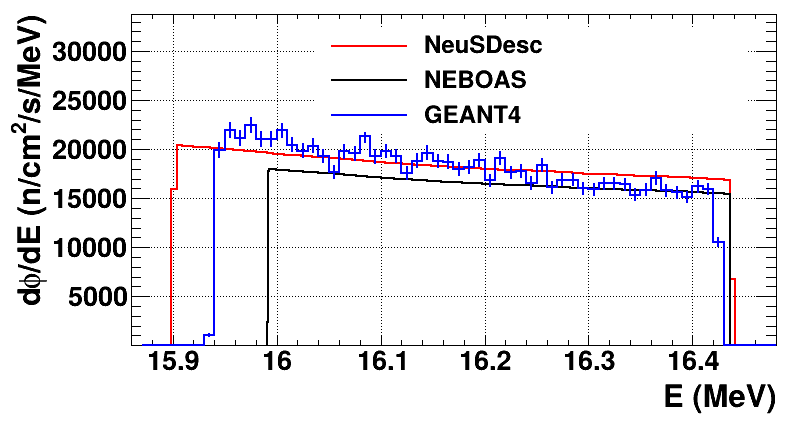 dϕ/dE (n/cm²/s/MeV)
30000
25000
20000
15000
10000
5000
NeuSDesc
NEBOAS
GEANT4
15.9 16 16.1 16.2 16.3 16.4
E (MeV)